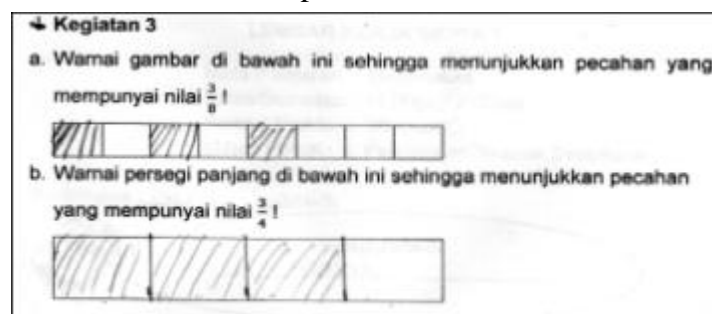 Kegiatan 3
a. Warnai gambar di bawah ini sehingga menunjukkan pecahan yang
mempunyai nilai 3/8 !
b. Warnai persegi panjang di bawah ini sehingga menunjukkan pecahan
yang mempunyai nilai 3/4 !